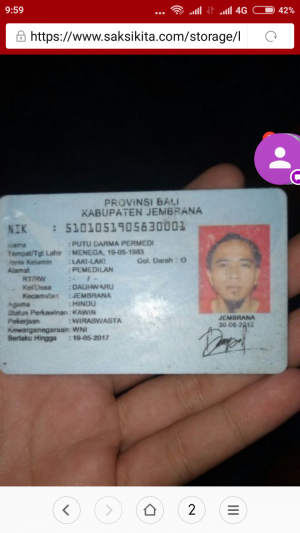 9:59 ... 4G 42%
https://www.saksikita.com/storage/l
PROVINSI BALI
KABUPATEN JEMBRANA
NIK :
Nama : PUTU DARMA PERMEDI
Tempat/Tgl Lahir : MENEGA, 19-05-1983
Jenis Kelamin : LAKI-LAKI Gol. Darah : O
Alamat : PEMEDILAN
RT/RW : - / -
Kel/Desa : DAUHWARU
Kecamatan : JEMBRANA
Agama : HINDU
Status Perkawinan : KAWIN
Pekerjaan : WIRASWASTA
Kewarganegaraan : WNI
Berlaku Hingga : 19-05-2017
JEMBRANA
30-06-2012
2